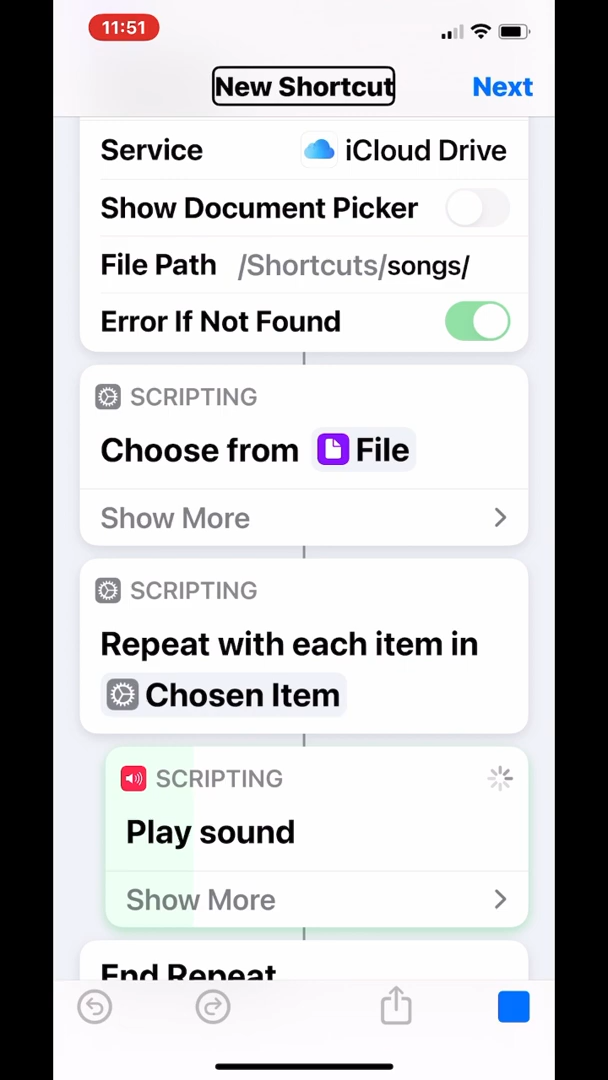 11:51
New Shortcut
Next
Service iCloud Drive
Show Document Picker
File Path /Shortcuts/songs/
Error If Not Found
SCRIPTING
Choose from File
Show More
SCRIPTING
Repeat with each item in
Chosen Item
SCRIPTING
Play sound
Show More
End Repeat